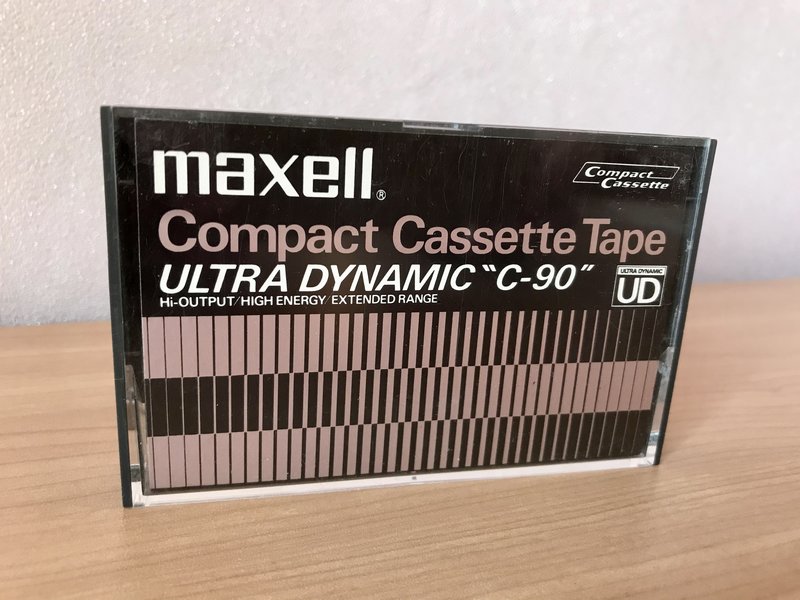 maxell®
Compact
Cassette
Compact Cassette Tape
ULTRA DYNAMIC "C-90"
Hi-OUTPUT/HIGH ENERGY/EXTENDED RANGE
ULTRA DYNAMIC
UD